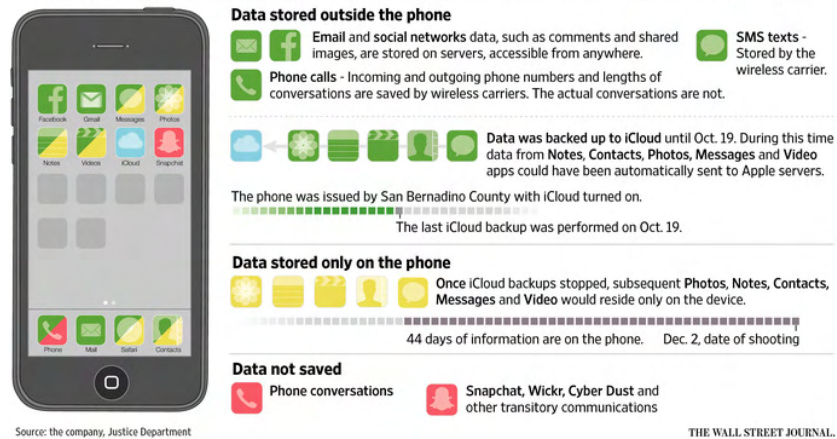 Data stored outside the phone
Email and social networks data, such as comments and shared
images, are stored on servers, accessible from anywhere.
SMS texts -
Stored by the
wireless carrier.
Phone calls - Incoming and outgoing phone numbers and lengths of
conversations are saved by wireless carriers. The actual conversations are not.
Facebook Gmail Messages Photos
Notes Videos iCloud Snapchat
Data was backed up to iCloud until Oct. 19. During this time
data from Notes, Contacts, Photos, Messages and Video
apps could have been automatically sent to Apple servers.
The phone was issued by San Bernadino County with iCloud turned on.
The last iCloud backup was performed on Oct. 19.
Data stored only on the phone
Once iCloud backups stopped, subsequent Photos, Notes, Contacts,
Messages and Video would reside only on the device.
44 days of information are on the phone. Dec. 2, date of shooting
Phone Mail Safari Contacts
Data not saved
Phone conversations
Snapchat, Wickr, Cyber Dust and
other transitory communications
Source: the company, Justice Department
THE WALL STREET JOURNAL.